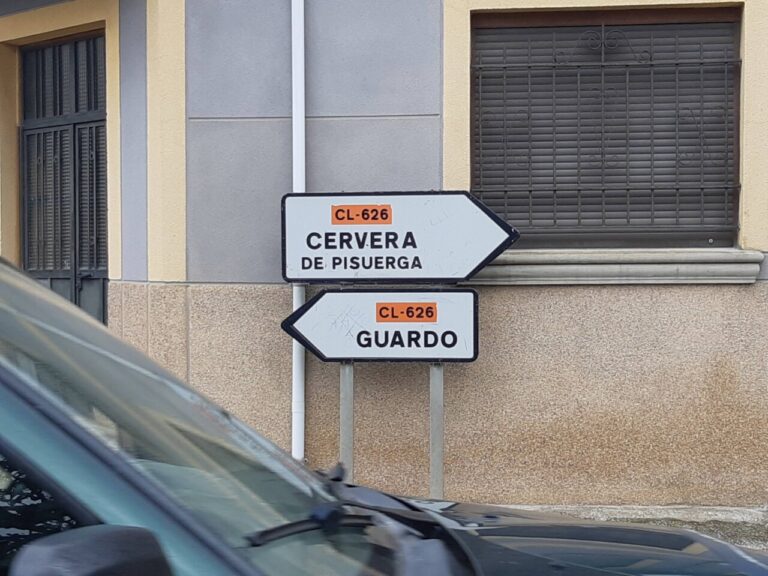 CL-626
CERVERA
DE PISUERGA
CL-626
GUARDO